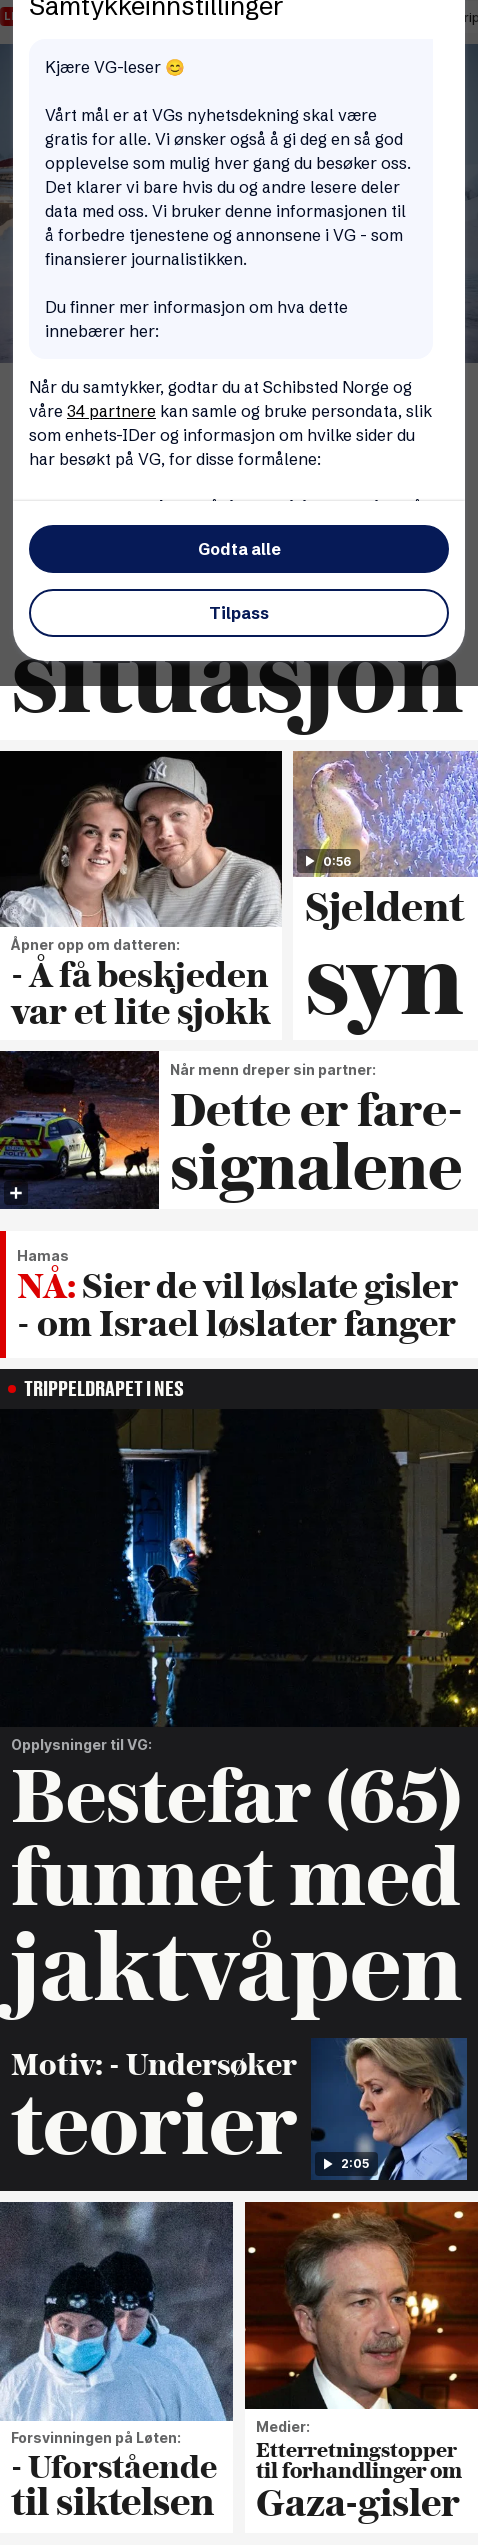 Samtykkeinnstillinger
Kjære VG-leser 😊
Vårt mål er at VGs nyhetsdekning skal være
gratis for alle. Vi ønsker også å gi deg en så god
opplevelse som mulig hver gang du besøker oss.
Det klarer vi bare hvis du og andre lesere deler
data med oss. Vi bruker denne informasjonen til
å forbedre tjenestene og annonsene i VG - som
finansierer journalistikken.
Du finner mer informasjon om hva dette
innebærer her:
Når du samtykker, godtar du at Schibsted Norge og
våre 34 partnere kan samle og bruke persondata, slik
som enhets-IDer og informasjon om hvilke sider du
har besøkt på VG, for disse formålene:
Godta alle
Tilpass
situasjon
0:56
Åpner opp om datteren:
- Å få beskjeden
var et lite sjokk
Sjeldent
syn
Når menn dreper sin partner:
Dette er fare-
signalene
Hamas
NÅ: Sier de vil løslate gisler
- om Israel løslater fanger
TRIPPELDRAPET I NES
Opplysninger til VG:
Bestefar (65)
funnet med
jaktvåpen
Motiv: - Undersøker
teorier
2:05
Forsvinningen på Løten:
- Uforstående
til siktelsen
Medier:
Etterretningstopper
til forhandlinger om
Gaza-gisler